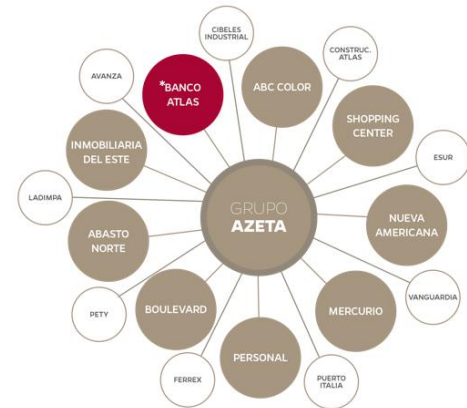 CIBELES
INDUSTRIAL
CONSTRUC.
ATLAS
AVANZA
*BANCO
ATLAS
ABC COLOR
SHOPPING
CENTER
INMOBILIARIA
DEL ESTE
ESUR
LADIMPA
GRUPO
AZETA
NUEVA
AMERICANA
ABASTO
NORTE
VANGUARDIA
PETY
BOULEVARD
MERCURIO
PERSONAL
FERREX
PUERTO
ITALIA